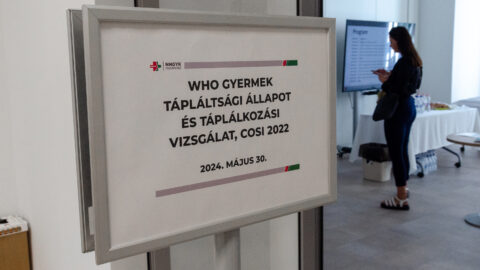 NNGYK
WHO GYERMEK
TÁPLÁLTSÁGI ÁLLAPOT
ÉS TÁPLÁLKOZÁSI
VIZSGÁLAT, COSI 2022
2024. MÁJUS 30.
Program